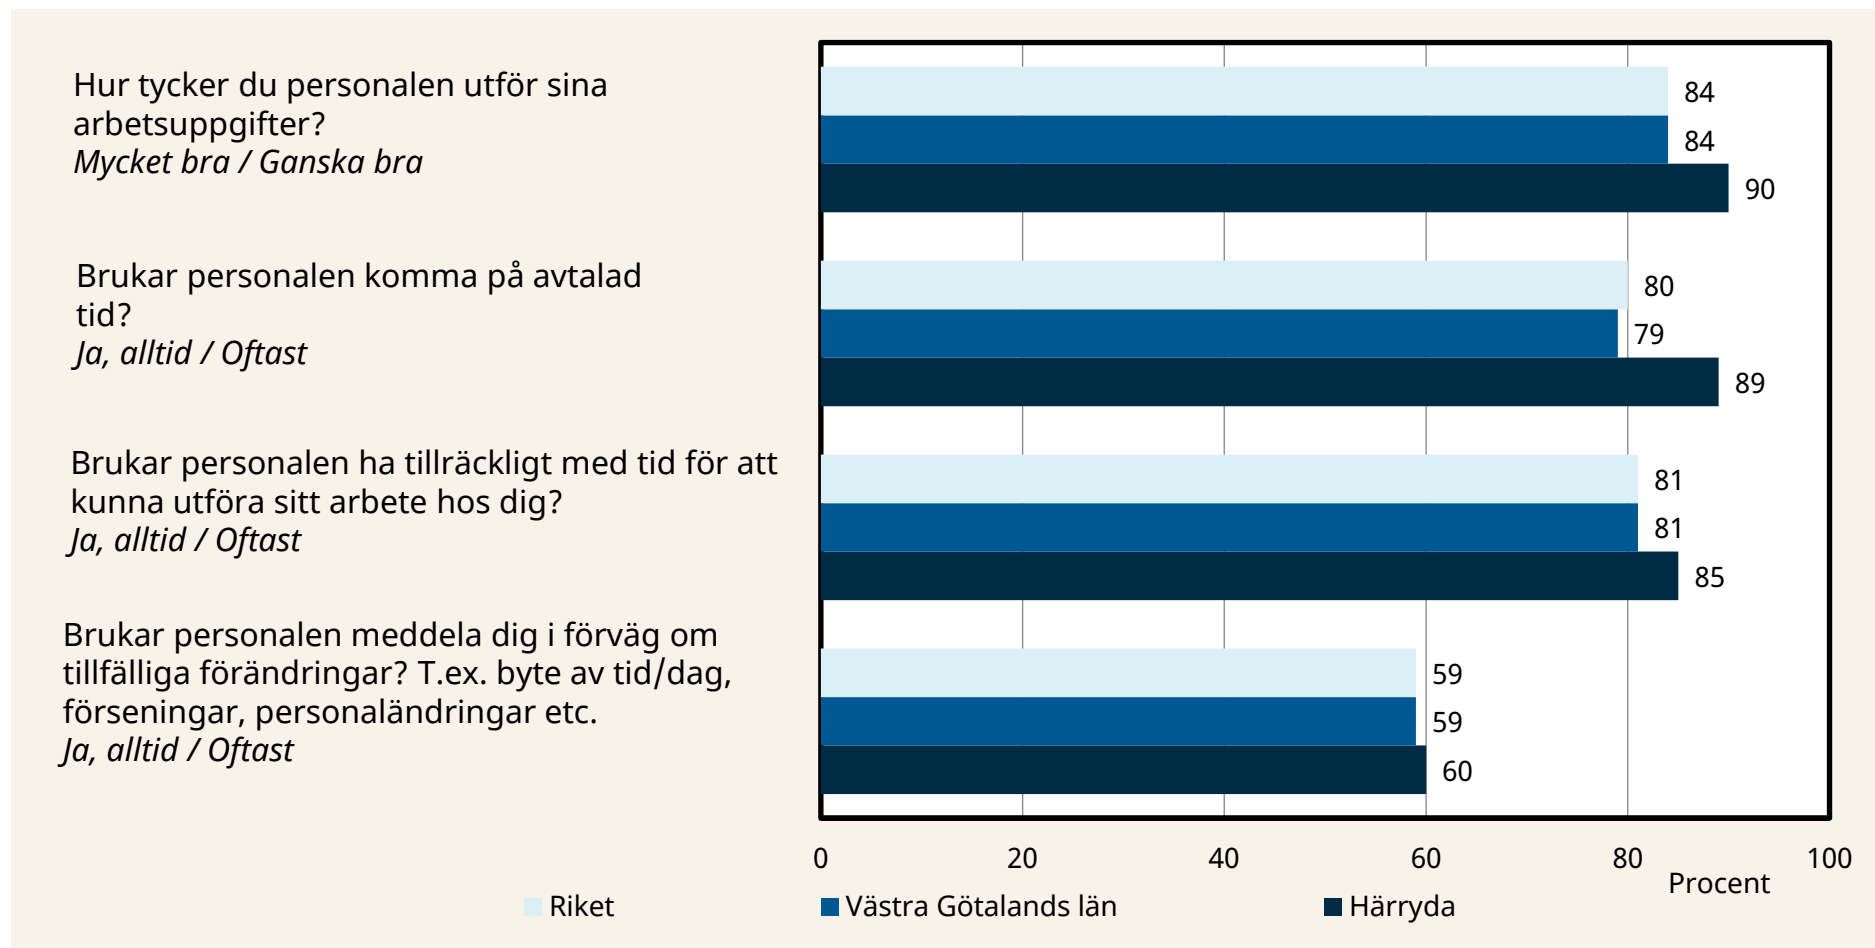 Hur tycker du personalen utför sina
arbetsuppgifter?
Mycket bra / Ganska bra
84
84
90
Brukar personalen komma på avtalad
tid?
Ja, alltid / Oftast
80
79
89
Brukar personalen ha tillräckligt med tid för att
kunna utföra sitt arbete hos dig?
Ja, alltid / Oftast
81
81
85
Brukar personalen meddela dig i förväg om
tillfälliga förändringar? T.ex. byte av tid/dag,
förseningar, personaländringar etc.
Ja, alltid / Oftast
59
59
60
0 20 40 60 80 100
Procent
Riket Västra Götalands län Härryda